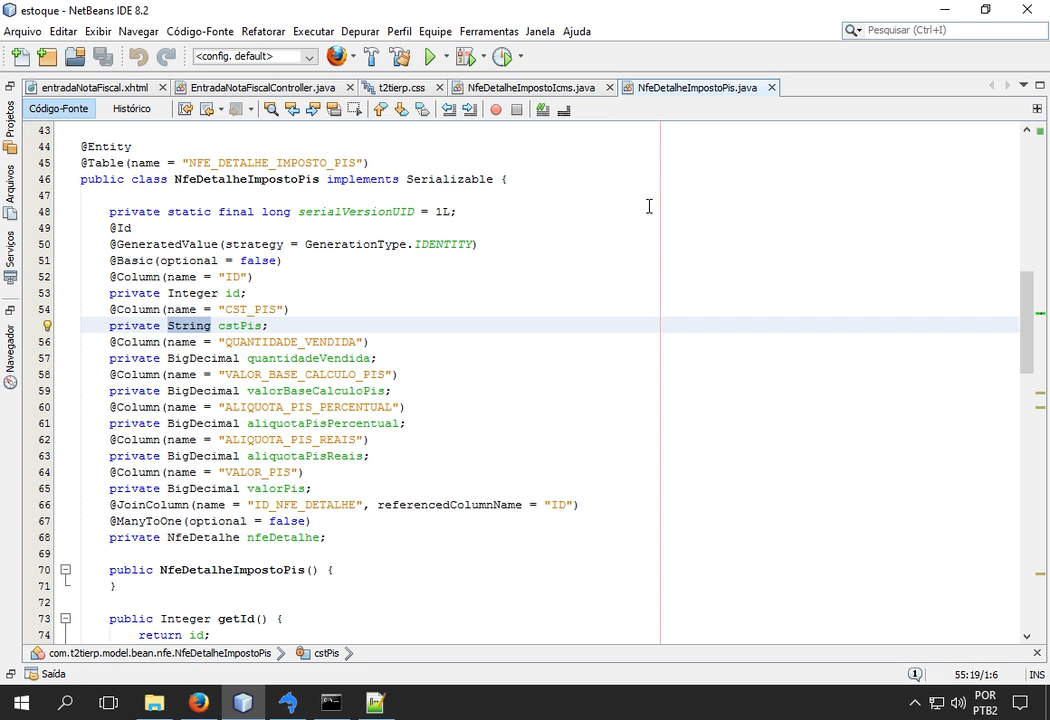 estoque - NetBeans IDE 8.2
Arquivo Editar Exibir Navegar Código-Fonte Refatorar Executar Depurar Perfil Equipe Ferramentas Janela Ajuda
Pesquisar (Ctrl+I)
<config. default>
entradaNotaFiscal.xhtml EntradaNotaFiscalController.java t2tierp.css NfeDetalheImpostoIcms.java NfeDetalheImpostoPis.java
Código-Fonte Histórico
Projetos
Arquivos
Serviços
Navegador
43
44 @Entity
45 @Table(name = "NFE_DETALHE_IMPOSTO_PIS")
46 public class NfeDetalheImpostoPis implements Serializable {
47
48 private static final long serialVersionUID = 1L;
49 @Id
50 @GeneratedValue(strategy = GenerationType.IDENTITY)
51 @Basic(optional = false)
52 @Column(name = "ID")
53 private Integer id;
54 @Column(name = "CST_PIS")
private String cstPis;
56 @Column(name = "QUANTIDADE_VENDIDA")
57 private BigDecimal quantidadeVendida;
58 @Column(name = "VALOR_BASE_CALCULO_PIS")
59 private BigDecimal valorBaseCalculoPis;
60 @Column(name = "ALIQUOTA_PIS_PERCENTUAL")
61 private BigDecimal aliquotaPisPercentual;
62 @Column(name = "ALIQUOTA_PIS_REAIS")
63 private BigDecimal aliquotaPisReais;
64 @Column(name = "VALOR_PIS")
65 private BigDecimal valorPis;
66 @JoinColumn(name = "ID_NFE_DETALHE", referencedColumnName = "ID")
67 @ManyToOne(optional = false)
68 private NfeDetalhe nfeDetalhe;
69
70 public NfeDetalheImpostoPis() {
71 }
72
73 public Integer getId() {
74 return id;
com.t2tierp.model.bean.nfe.NfeDetalheImpostoPis cstPis
Saída 1 55:19/1:6 INS
POR
PTB2